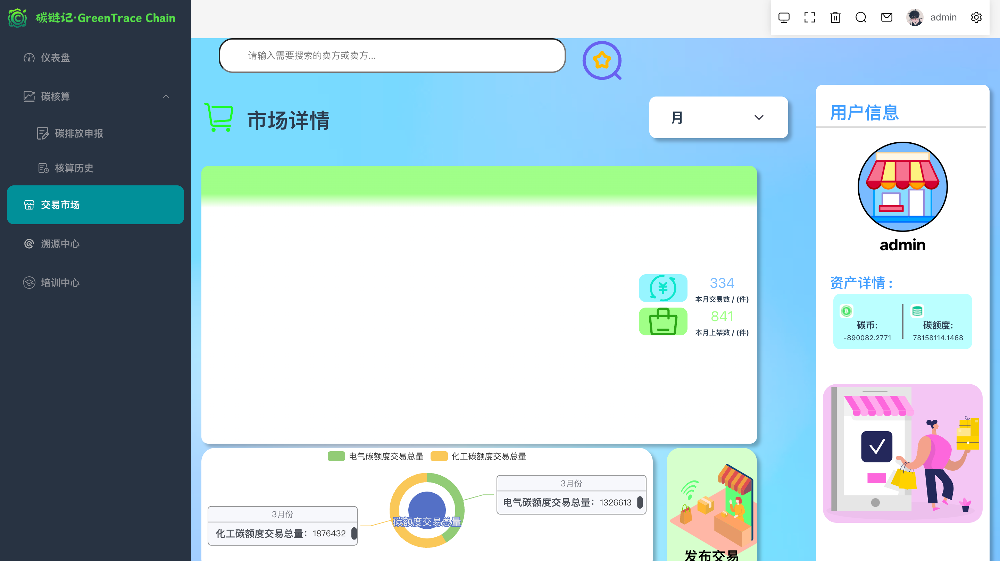 碳链记·GreenTrace Chain
admin
仪表盘
碳核算
碳排放申报
核算历史
交易市场
溯源中心
培训中心
请输入需要搜索的卖方或卖方...
市场详情
月
334
本月交易数 / (件)
841
本月上架数 / (件)
电气碳额度交易总量
化工碳额度交易总量
3月份
电气碳额度交易总量：1326613
3月份
化工碳额度交易总量：1876432
碳额度交易总量
发布交易
用户信息
admin
资产详情：
碳币:
-890082.2771
碳额度:
78158114.1468